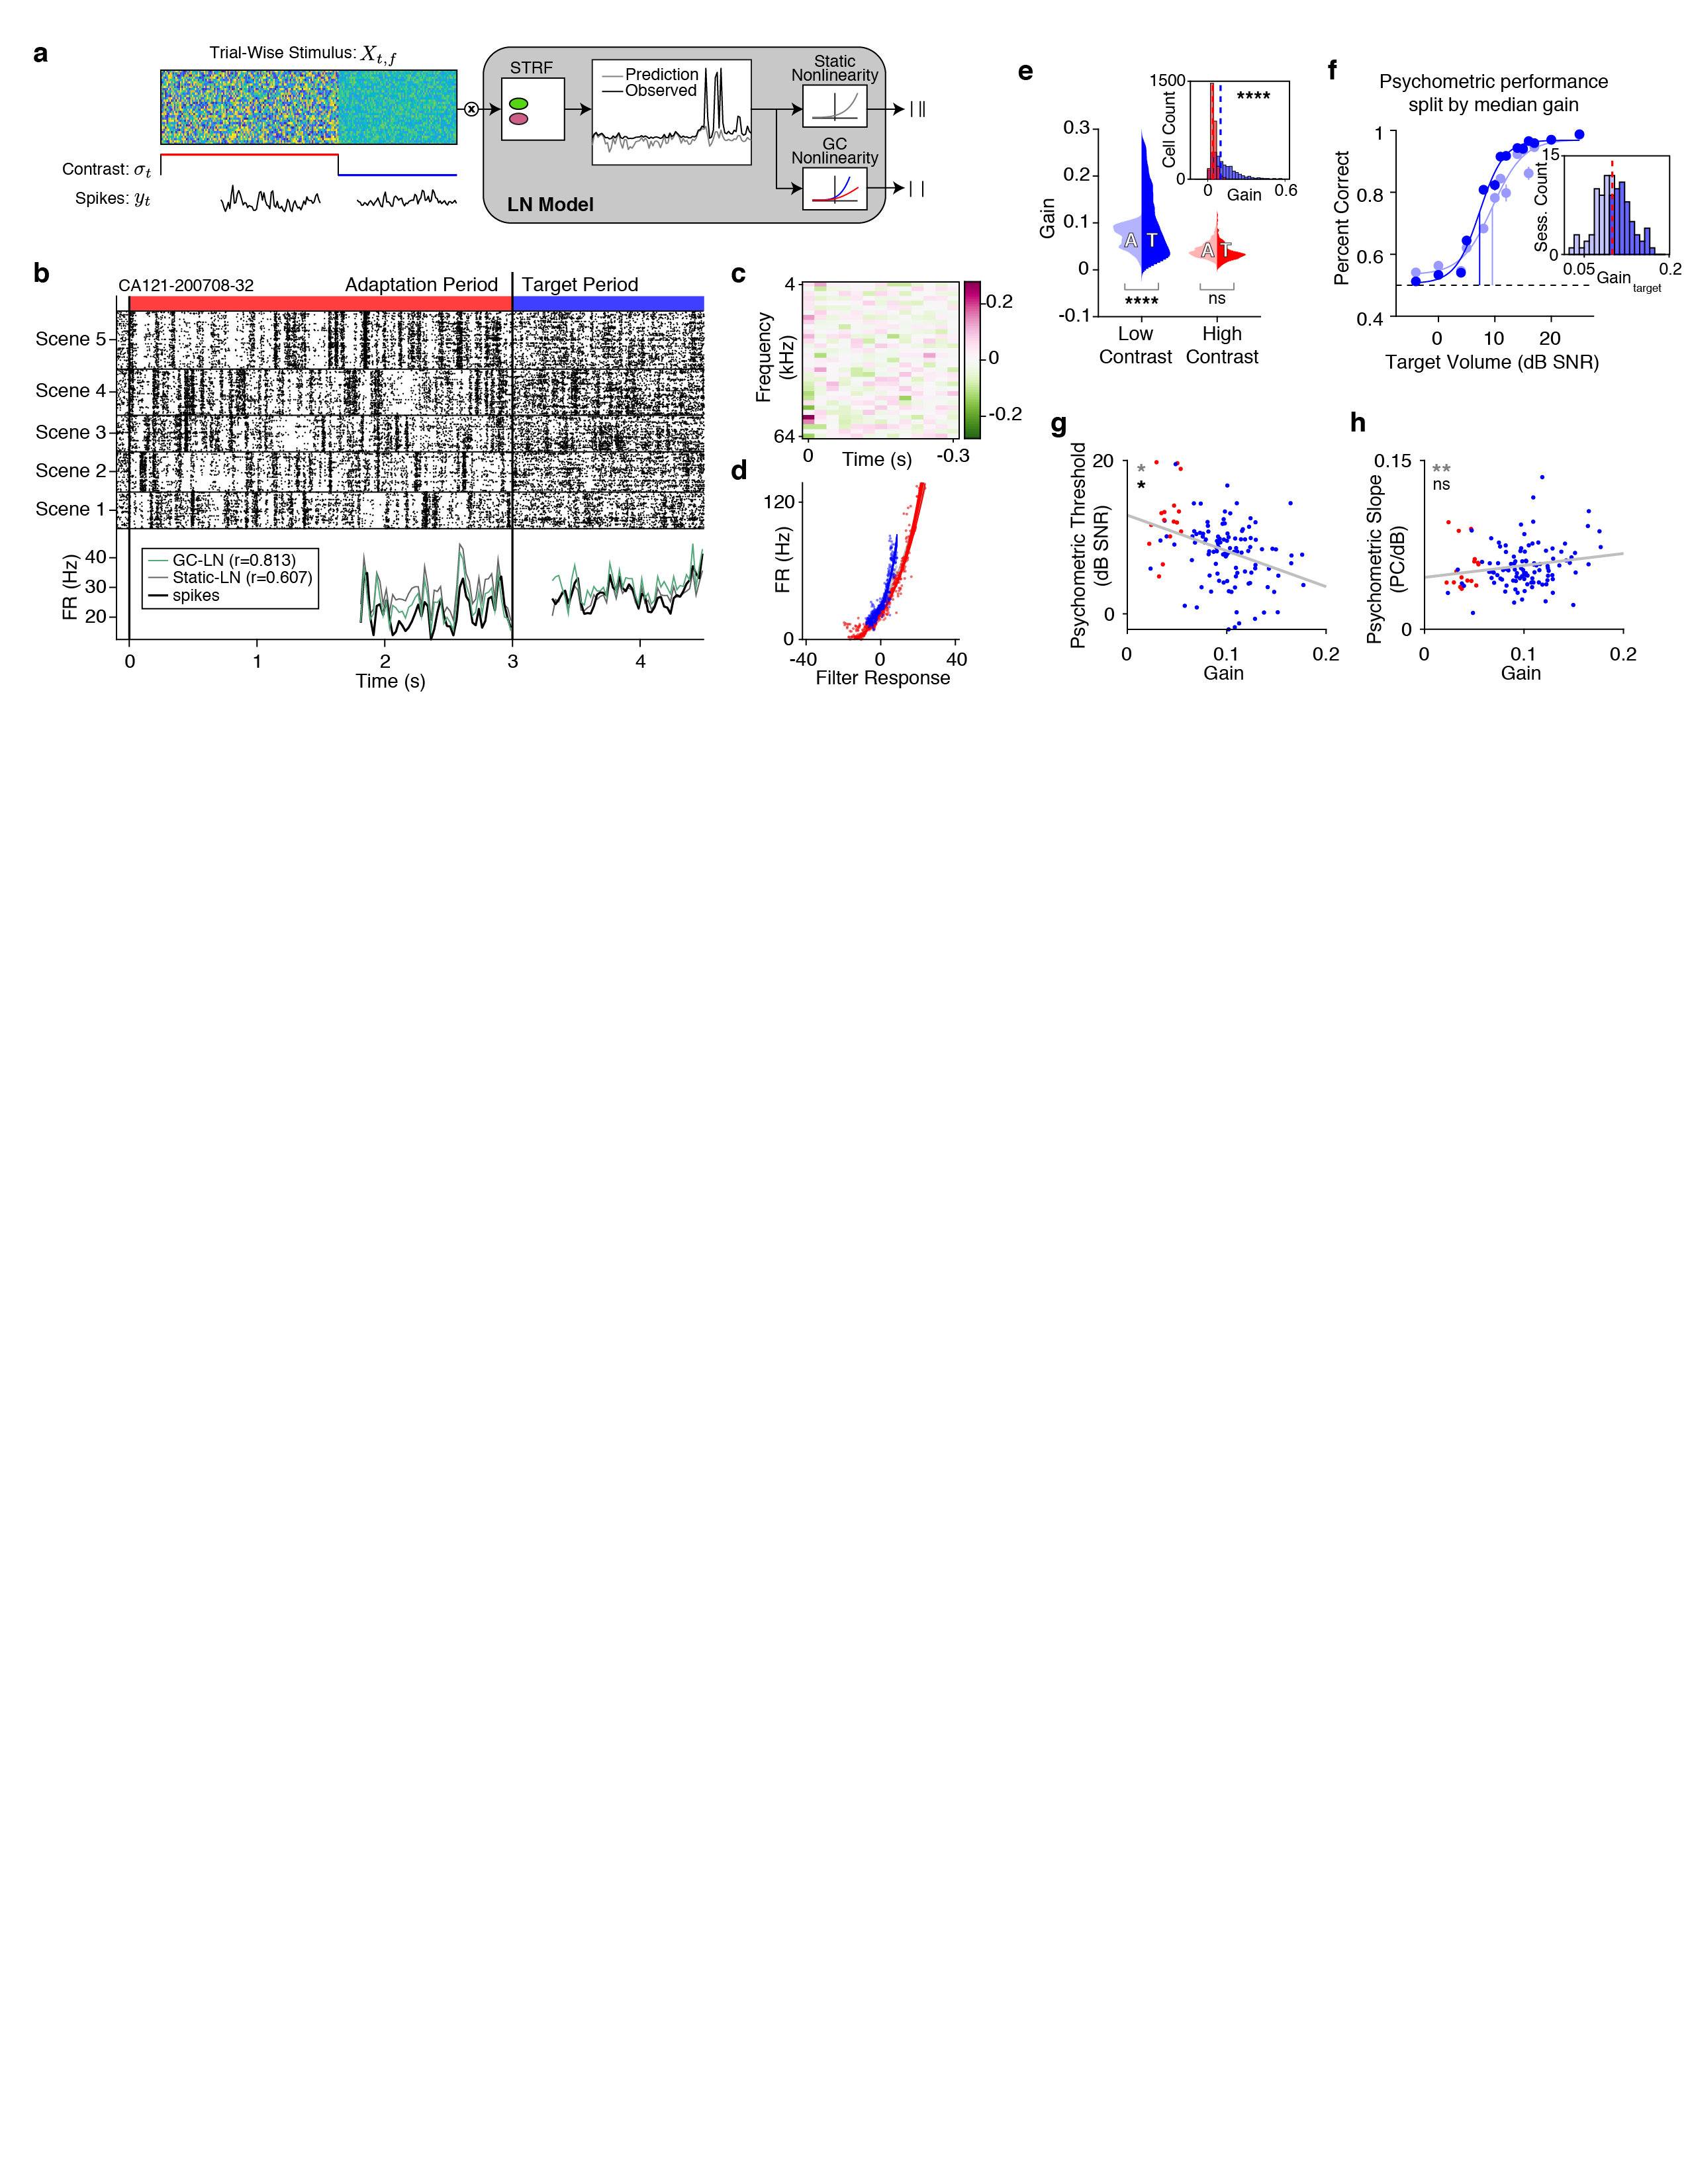 a
Trial-Wise Stimulus: X_{t,f}
Contrast: σ_t
Spikes: y_t
STRF
Prediction
Observed
Static
Nonlinearity
GC
Nonlinearity
LN Model
b
CA121-200708-32
Adaptation Period
Target Period
Scene 5
Scene 4
Scene 3
Scene 2
Scene 1
FR (Hz)
40
30
20
GC-LN (r=0.813)
Static-LN (r=0.607)
spikes
0 1 2 3 4
Time (s)
c
Frequency
(kHz)
4
64
0 -0.3
Time (s)
0.2
0
-0.2
d
FR (Hz)
120
0
-40 0 40
Filter Response
e
Gain
0.3
0.2
0.1
0
-0.1
A T
A T
****
ns
Low
Contrast
High
Contrast
Cell Count
1500
0
****
0 0.6
Gain
f
Psychometric performance
split by median gain
Percent Correct
1
0.8
0.6
0.4
0 10 20
Target Volume (dB SNR)
Sess. Count
15
0
0.05 0.2
Gain target
g
Psychometric Threshold
(dB SNR)
20
0
*
*
0 0.1 0.2
Gain
h
Psychometric Slope
(PC/dB)
0.15
0
**
ns
0 0.1 0.2
Gain